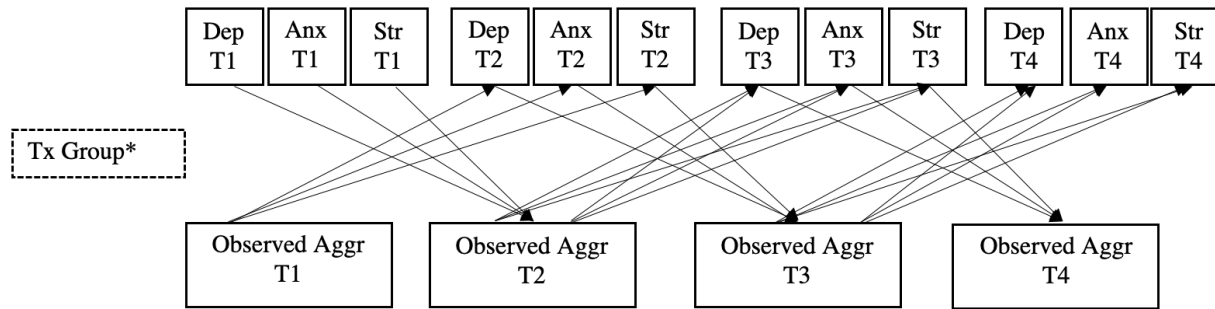 Dep Anx Str Dep Anx Str Dep Anx Str Dep Anx Str
T1 T1 T1 T2 T2 T2 T3 T3 T3 T4 T4 T4
Tx Group*
Observed Aggr Observed Aggr Observed Aggr Observed Aggr
T1 T2 T3 T4